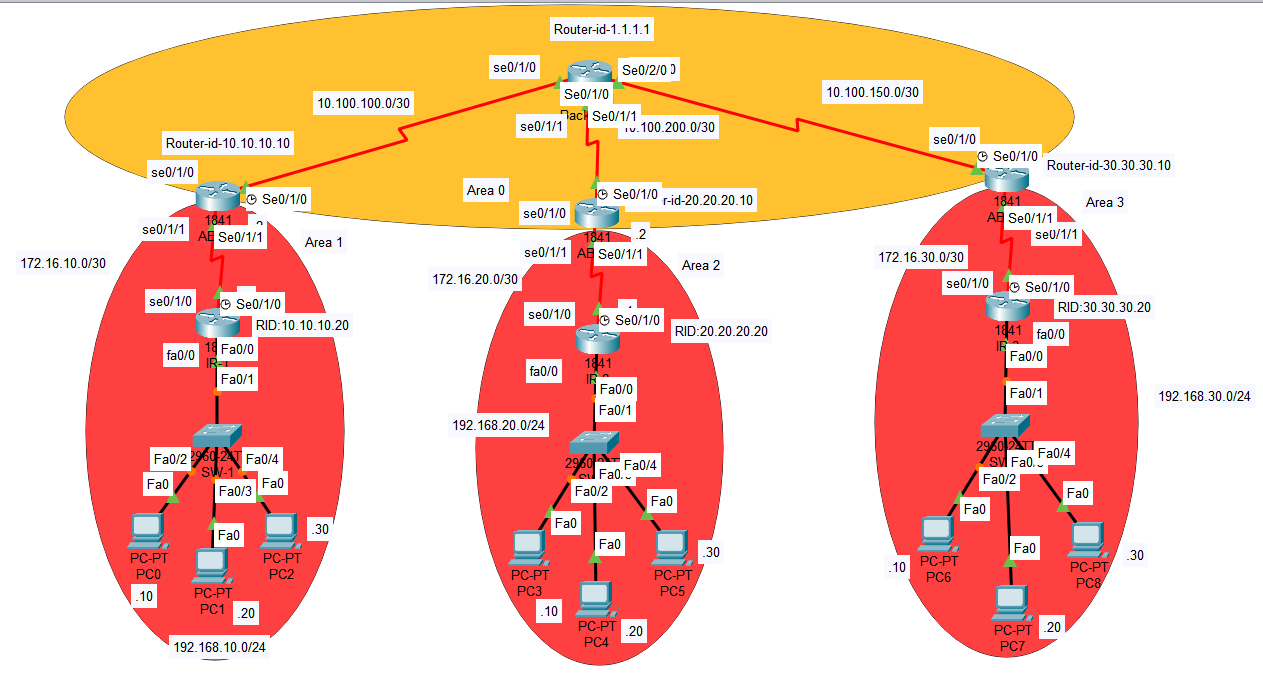 Router-id-1.1.1.1
se0/1/0
Se0/2/0
Se0/1/0
10.100.150.0/30
10.100.100.0/30
Back
Se0/1/1
se0/1/1
10.100.200.0/30
Router-id-10.10.10.10
se0/1/0
Se0/1/0
Router-id-30.30.30.10
se0/1/0
Se0/1/0
Area 0
Se0/1/0
r-id-20.20.20.10
se0/1/0
1841
AB
Area 3
Se0/1/1
se0/1/1
1841
AB
se0/1/1
Se0/1/1
Area 1
.2
1841
AB
se0/1/1
Se0/1/1
Area 2
172.16.10.0/30
172.16.20.0/30
172.16.30.0/30
se0/1/0
Se0/1/0
RID:10.10.10.20
se0/1/0
Se0/1/0
RID:20.20.20.20
se0/1/0
Se0/1/0
RID:30.30.30.20
fa0/0
Fa0/0
IR-1
Fa0/1
1841
fa0/0
Fa0/0
Fa0/1
1841
fa0/0
Fa0/0
Fa0/1
192.168.20.0/24
192.168.30.0/24
2950-24T
SW-1
Fa0/2
Fa0/4
Fa0/3
Fa0
Fa0
Fa0
PC-PT
PC0
.10
PC-PT
PC1
.20
PC-PT
PC2
.30
192.168.10.0/24
Fa0/4
Fa0/2
Fa0
Fa0
Fa0
PC-PT
PC3
.10
PC-PT
PC4
.20
PC-PT
PC5
.30
Fa0/4
Fa0/2
Fa0
Fa0
Fa0
PC-PT
PC6
.10
PC-PT
PC7
.20
PC-PT
PC8
.30